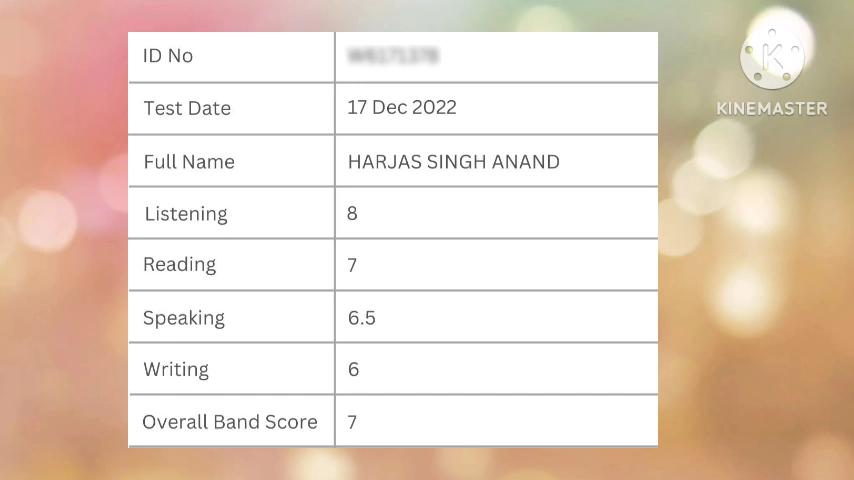 ID No
Test Date 17 Dec 2022
Full Name HARJAS SINGH ANAND
Listening 8
Reading 7
Speaking 6.5
Writing 6
Overall Band Score 7
K
KINEMASTER